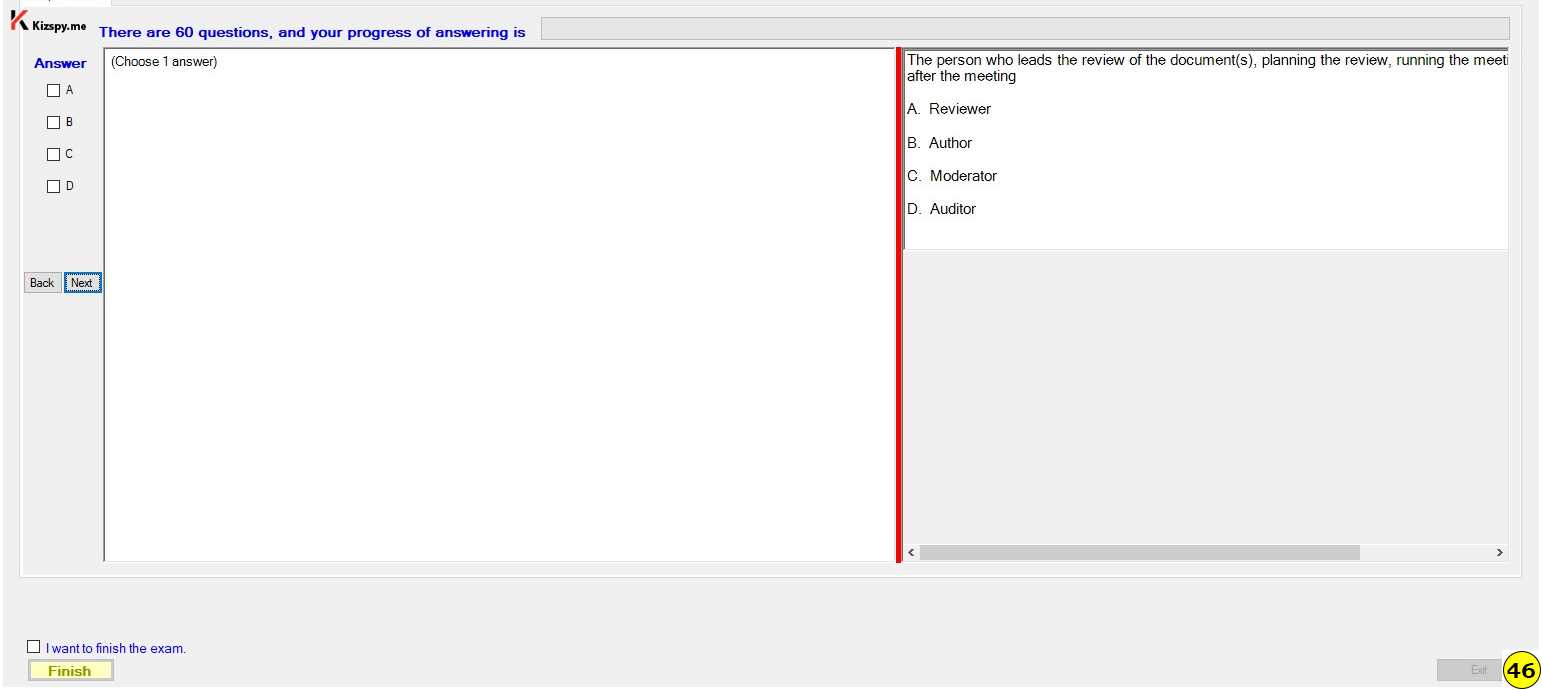 Kizspy.me
There are 60 questions, and your progress of answering is
Answer
(Choose 1 answer)
A
B
C
D
Back
Next
The person who leads the review of the document(s), planning the review, running the meeti
after the meeting
A. Reviewer
B. Author
C. Moderator
D. Auditor
I want to finish the exam.
Finish
Exit
46